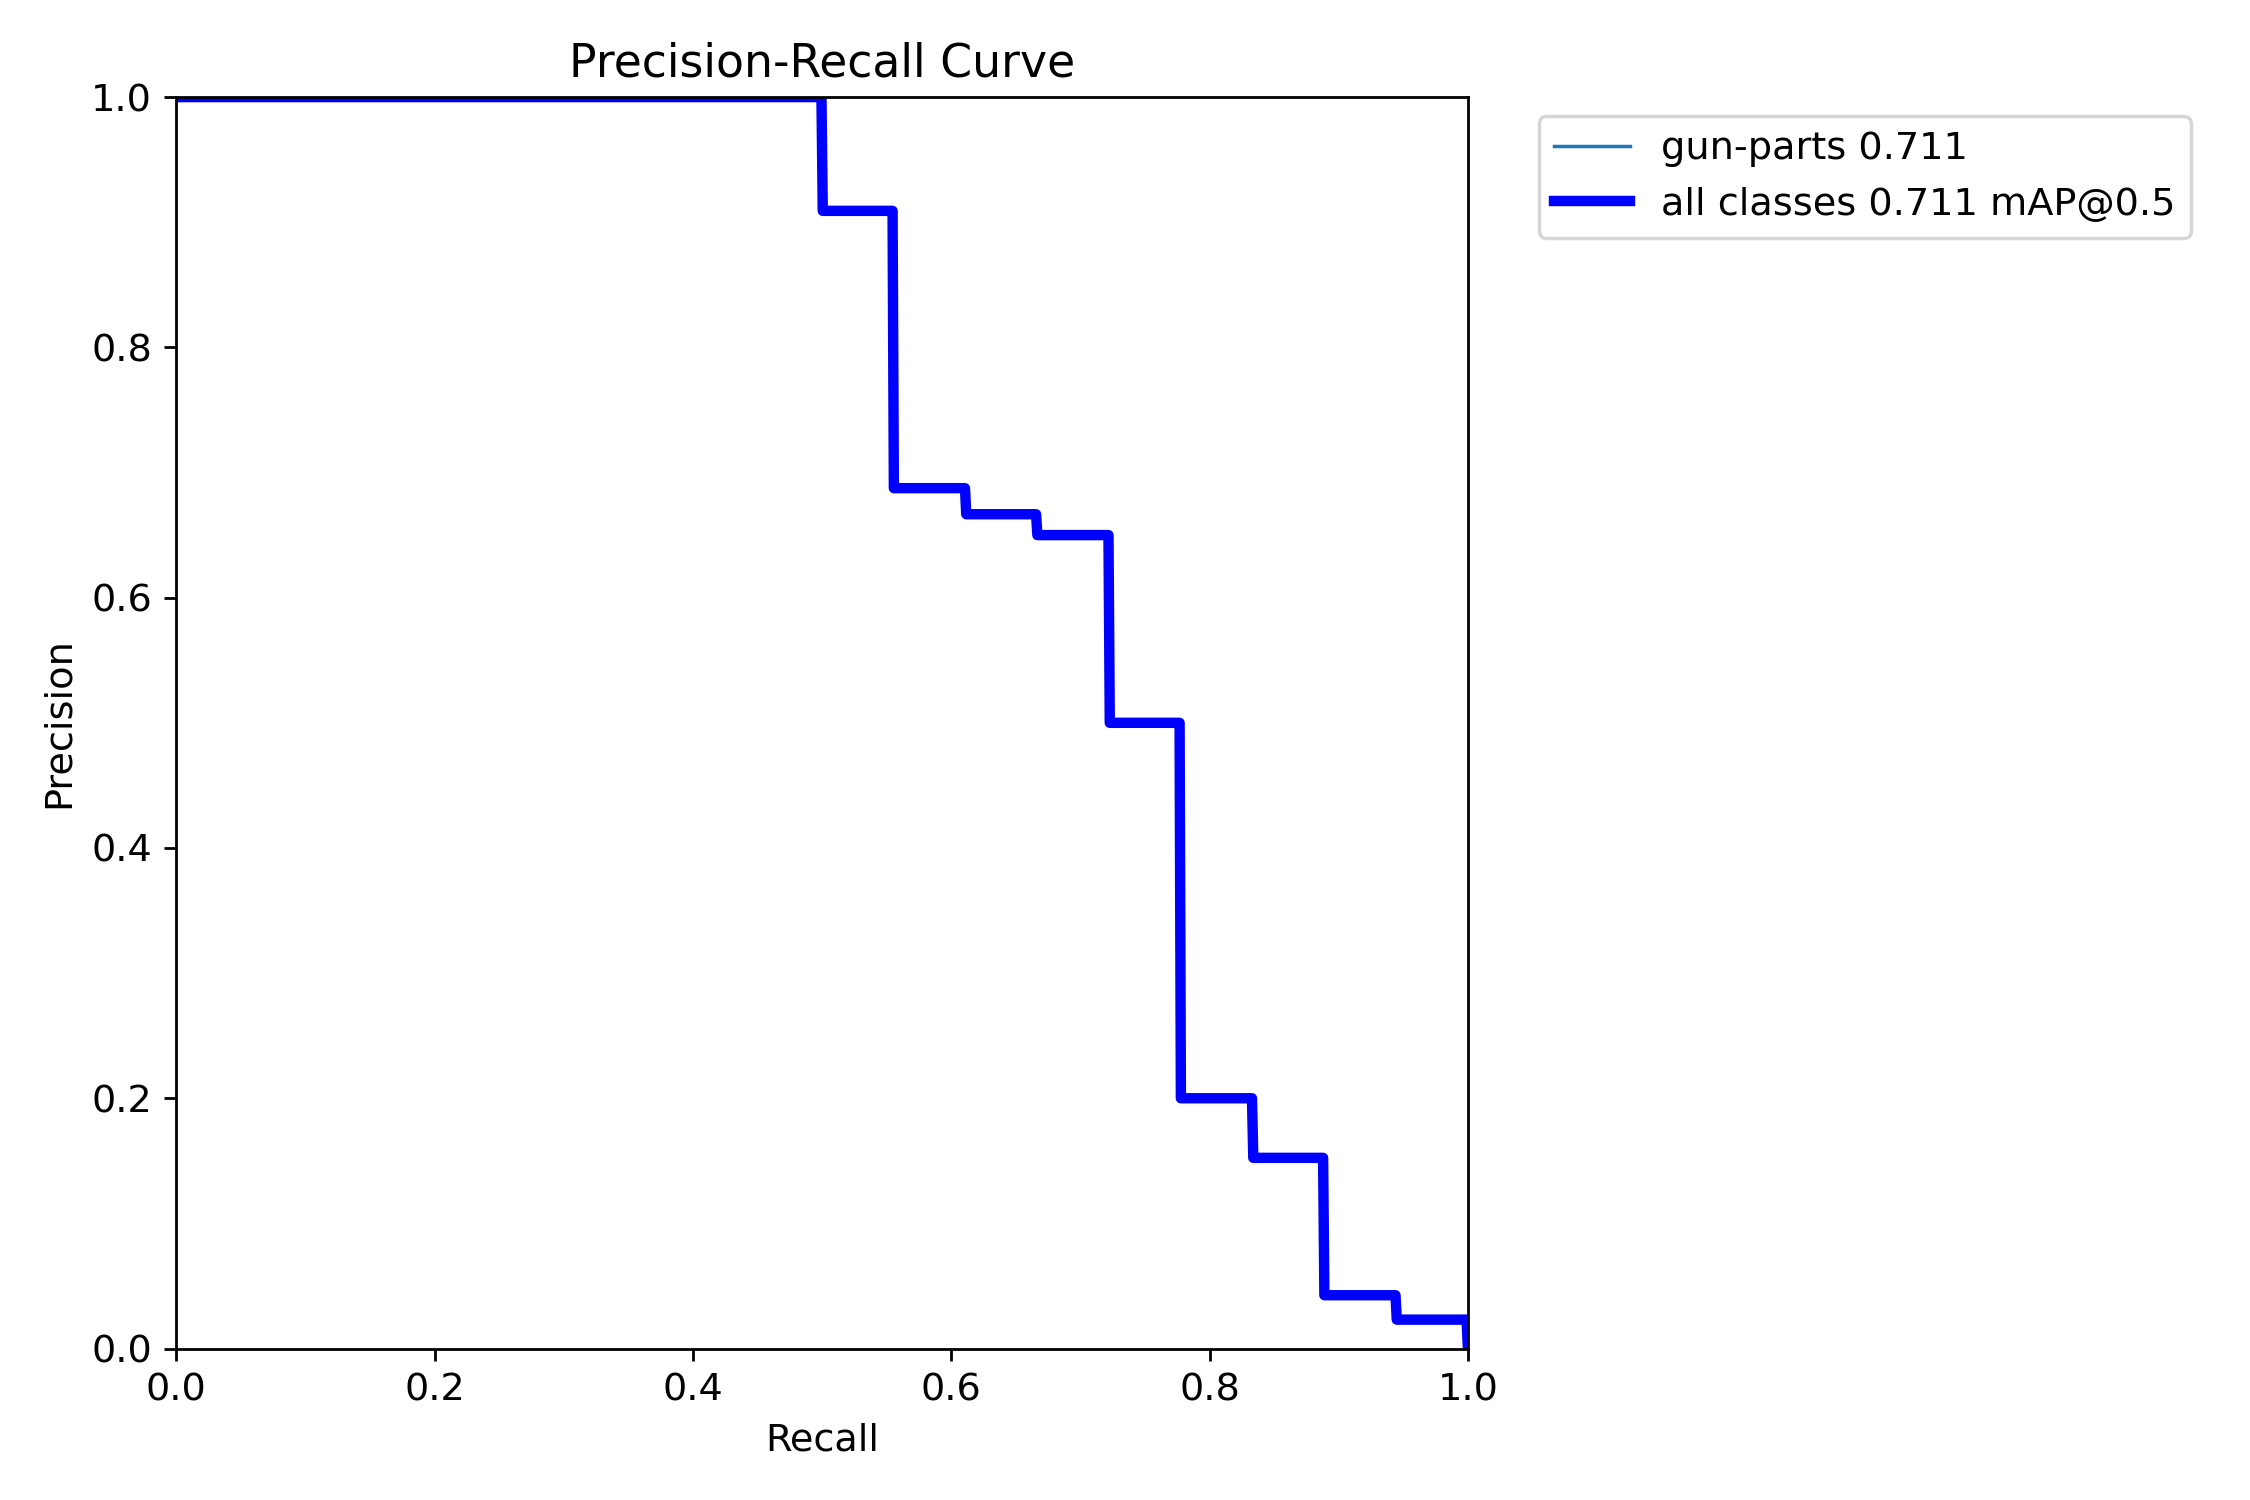 Precision-Recall Curve
1.0
0.8
0.6
0.4
0.2
0.0
Precision
0.0 0.2 0.4 0.6 0.8 1.0
Recall
gun-parts 0.711
all classes 0.711 mAP@0.5